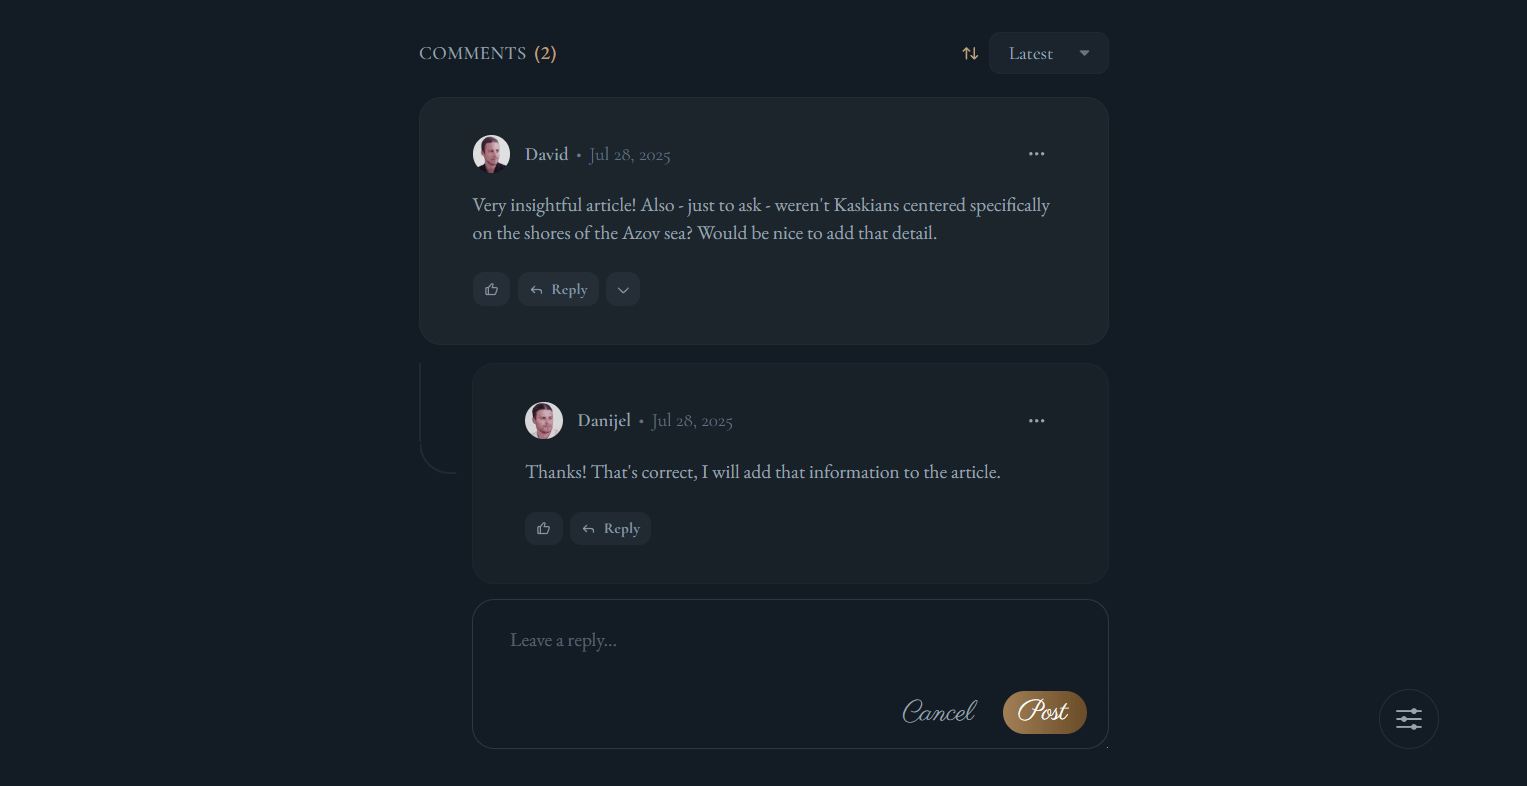 COMMENTS (2)
Latest
David • Jul 28, 2025
Very insightful article! Also - just to ask - weren't Kaskians centered specifically
on the shores of the Azov sea? Would be nice to add that detail.
Reply
Danijel • Jul 28, 2025
Thanks! That's correct, I will add that information to the article.
Reply
Leave a reply...
Cancel Post